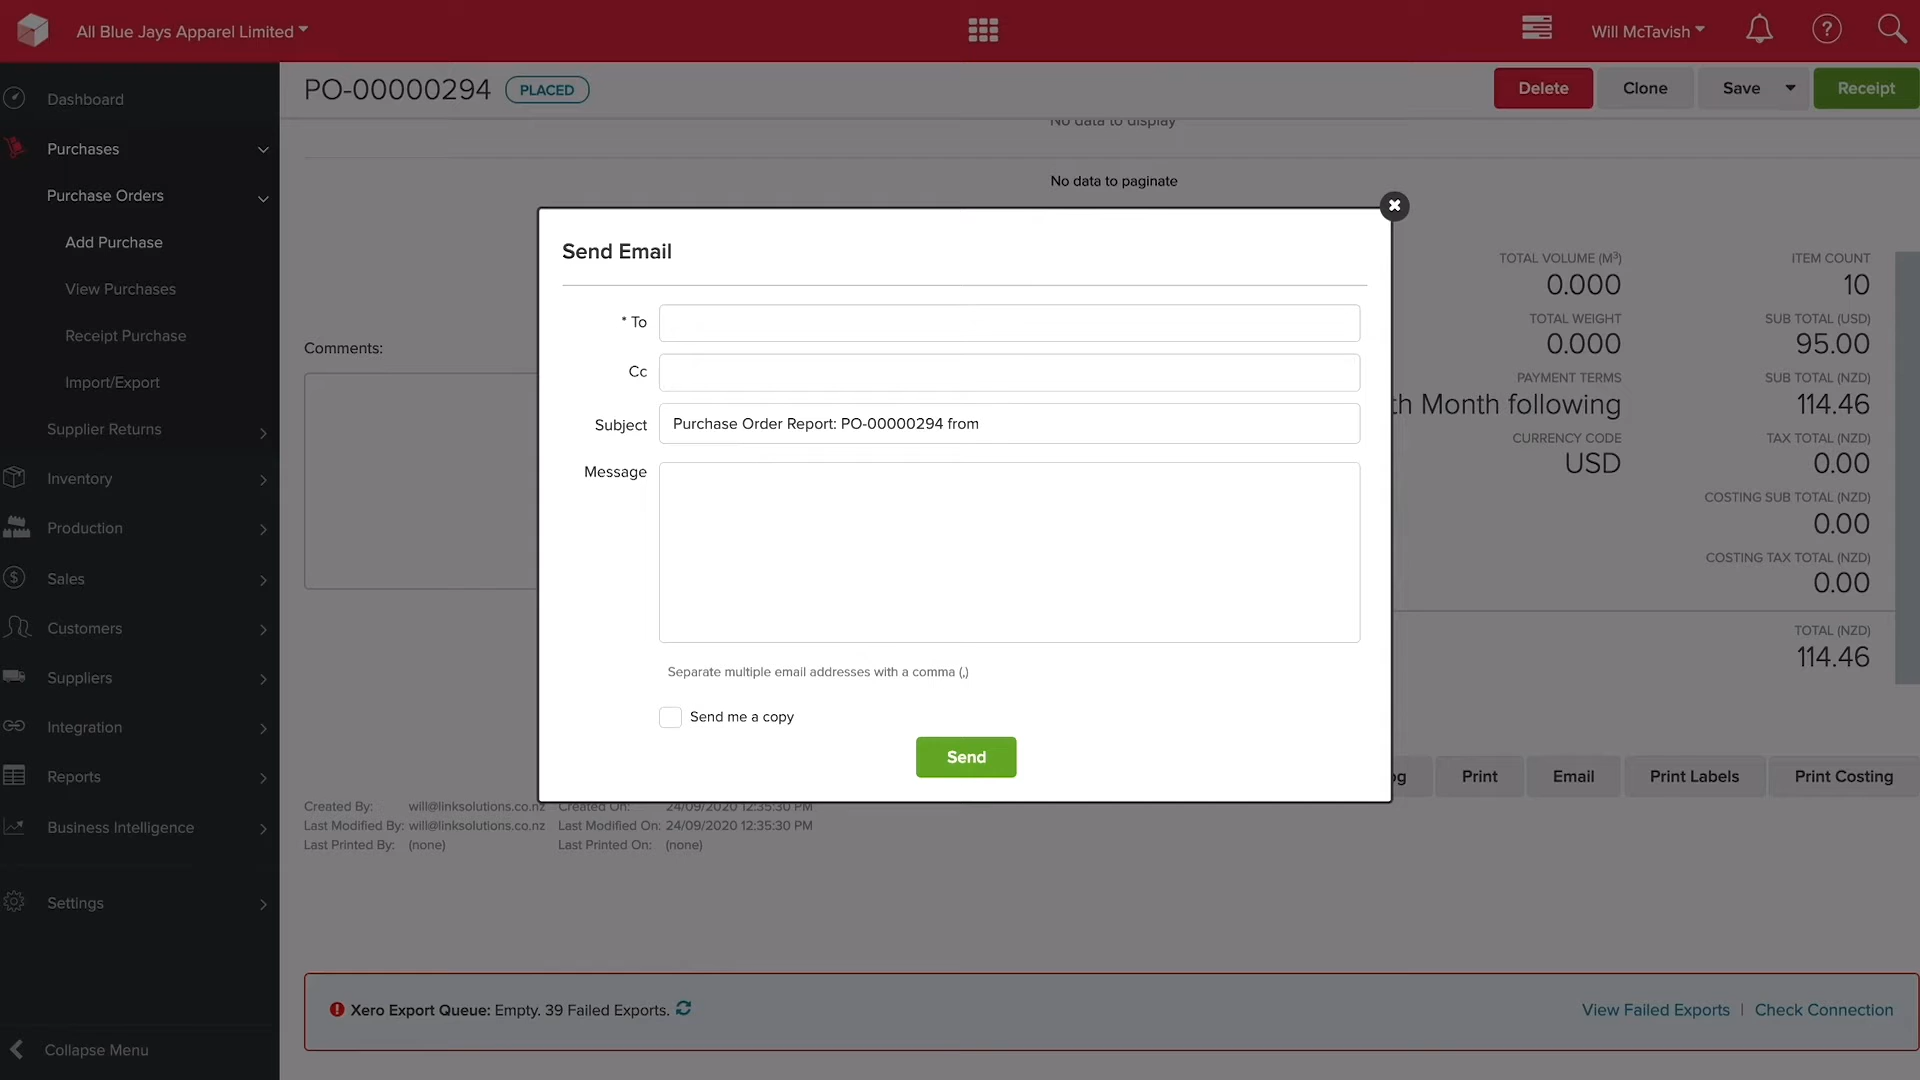 All Blue Jays Apparel Limited
Will McTavish
Dashboard
Purchases
Purchase Orders
Add Purchase
View Purchases
Receipt Purchase
Import/Export
Supplier Returns
Inventory
Production
Sales
Customers
Suppliers
Integration
Reports
Business Intelligence
Settings
Collapse Menu
PO-00000294 PLACED
Delete Clone Save Receipt
No data to display
No data to paginate
Comments:
Send Email
* To
Cc
Subject Purchase Order Report: PO-00000294 from
Message
Separate multiple email addresses with a comma (,)
Send me a copy
Send
TOTAL VOLUME (M³)
0.000
TOTAL WEIGHT
0.000
PAYMENT TERMS
th Month following
CURRENCY CODE
USD
ITEM COUNT
10
SUB TOTAL (USD)
95.00
SUB TOTAL (NZD)
114.46
TAX TOTAL (NZD)
0.00
COSTING SUB TOTAL (NZD)
0.00
COSTING TAX TOTAL (NZD)
0.00
TOTAL (NZD)
114.46
og Print Email Print Labels Print Costing
Created By: will@linksolutions.co.nz Created On: 24/09/2020 12:35:30 PM
Last Modified By: will@linksolutions.co.nz Last Modified On: 24/09/2020 12:35:30 PM
Last Printed By: (none) Last Printed On: (none)
Xero Export Queue: Empty. 39 Failed Exports.
View Failed Exports | Check Connection